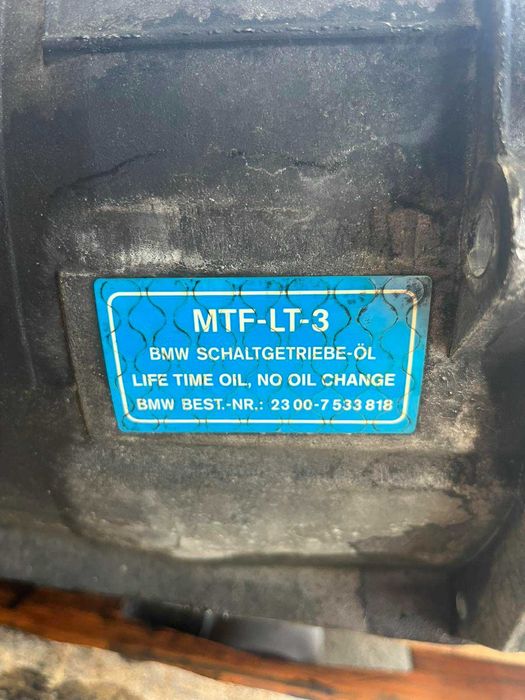 MTF-LT-3
BMW SCHALTGETRIEBE-ÖL
LIFE TIME OIL, NO OIL CHANGE
BMW BEST.-NR.: 23 00-7 533 818